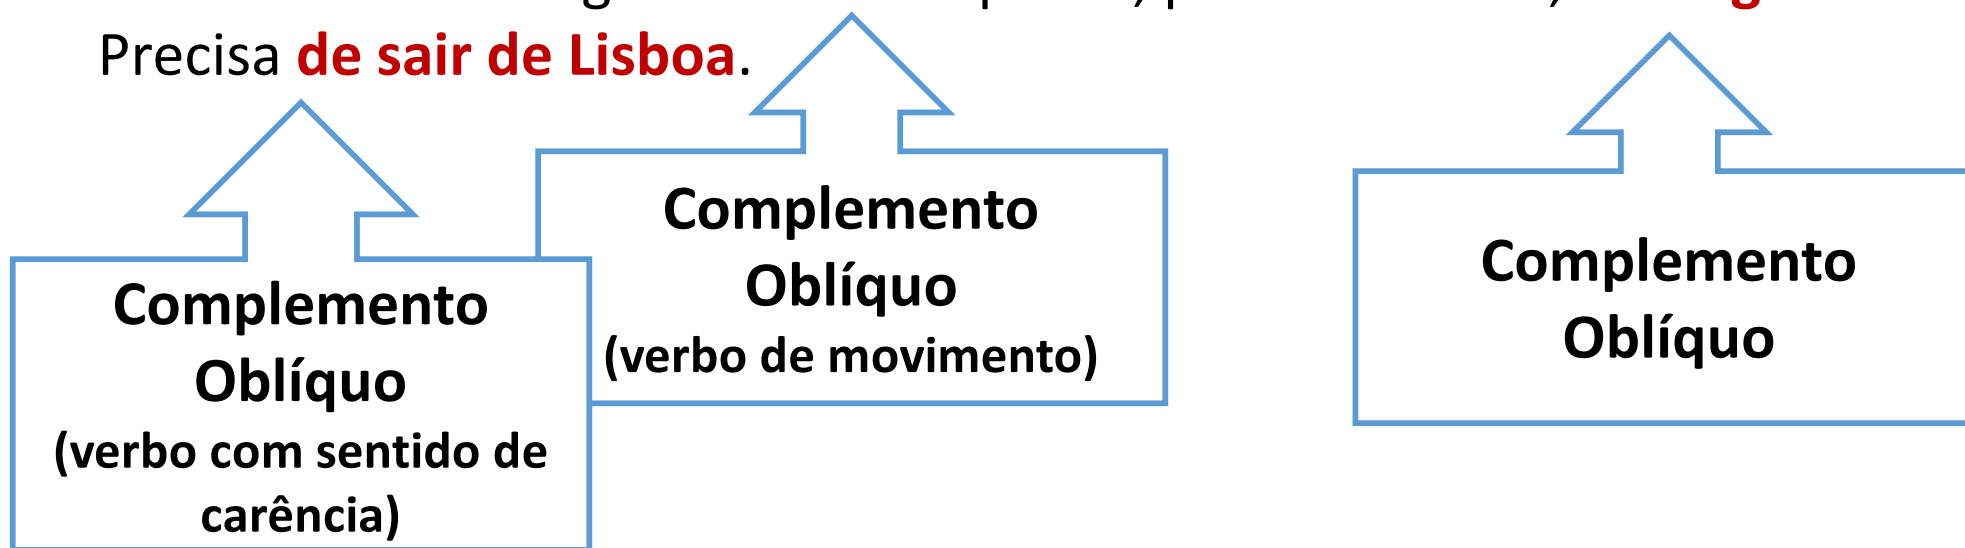 Precisa de sair de Lisboa.
Complemento
Oblíquo
(verbo com sentido de
carência)
Complemento
Oblíquo
(verbo de movimento)
Complemento
Oblíquo